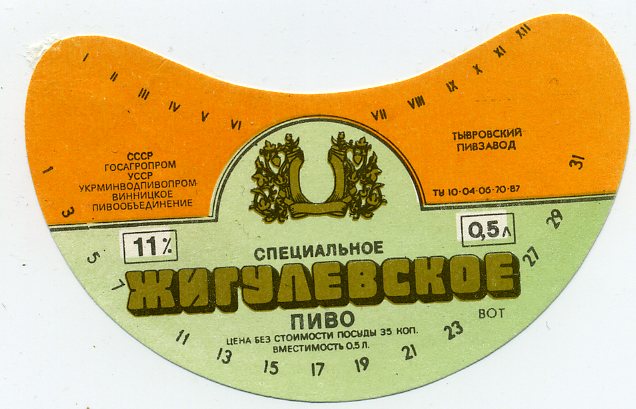 I II III IV V VI VII VIII IX X XI XII
СССР
ГОСАГРОПРОМ
УССР
УКРМИНВОДПИВОПРОМ
ВИННИЦКОЕ
ПИВООБЪЕДИНЕНИЕ
ТЫВРОВСКИЙ
ПИВЗАВОД
ТУ 10·04·06·70·87
11%
0,5 л
СПЕЦИАЛЬНОЕ
ЖИГУЛЕВСКОЕ
ПИВО
ЦЕНА БЕЗ СТОИМОСТИ ПОСУДЫ 35 КОП.
ВМЕСТИМОСТЬ 0,5 Л.
ВОТ
1 3 5 7 11 13 15 17 19 21 23 27 29 31